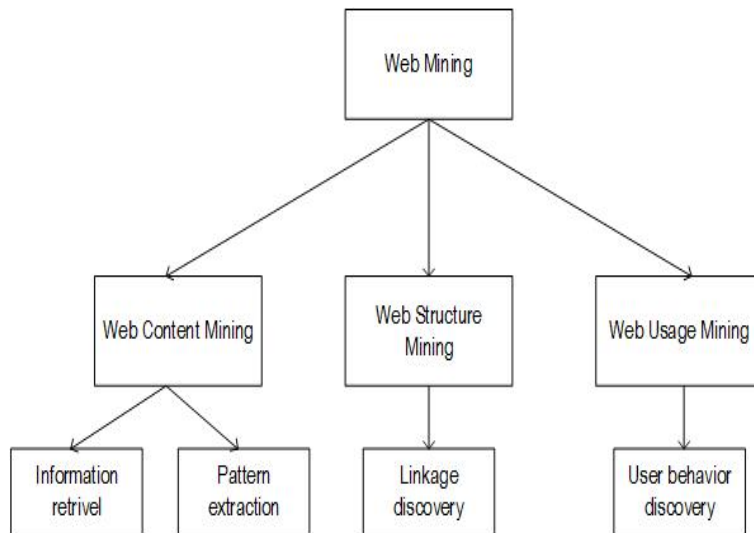 Web Mining
Web Content Mining
Web Structure
Mining
Web Usage Mining
Information
retrivel
Pattern
extraction
Linkage
discovery
User behavior
discovery